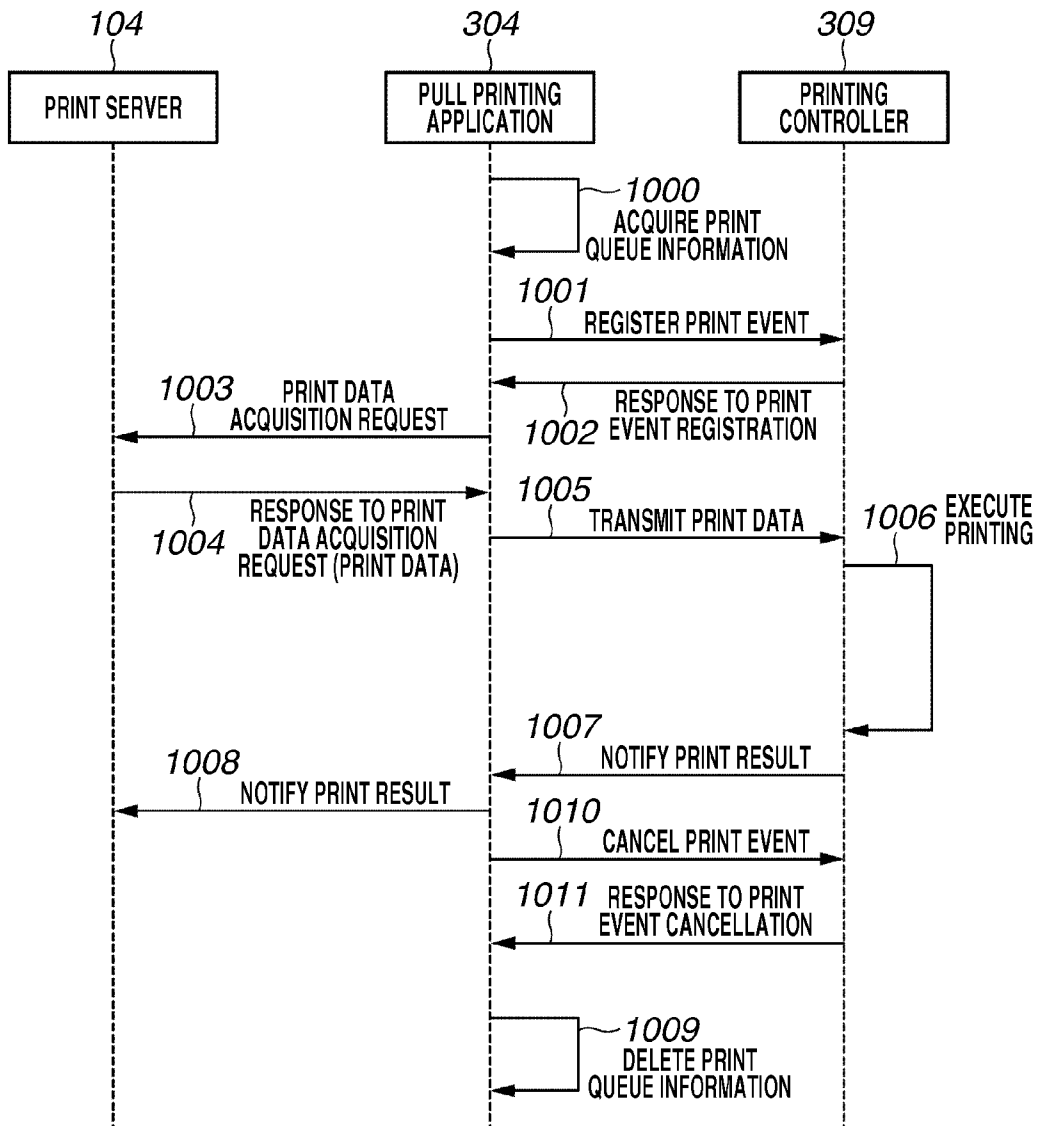 104
304
309
PRINT SERVER
PULL PRINTING
APPLICATION
PRINTING
CONTROLLER
1000
ACQUIRE PRINT
QUEUE INFORMATION
1001
REGISTER PRINT EVENT
1002
RESPONSE TO PRINT
EVENT REGISTRATION
1003
PRINT DATA
ACQUISITION REQUEST
1004
RESPONSE TO PRINT
DATA ACQUISITION
REQUEST (PRINT DATA)
1005
TRANSMIT PRINT DATA
1006
EXECUTE
PRINTING
1007
NOTIFY PRINT RESULT
1008
NOTIFY PRINT RESULT
1010
CANCEL PRINT EVENT
1011
RESPONSE TO PRINT
EVENT CANCELLATION
1009
DELETE PRINT
QUEUE INFORMATION